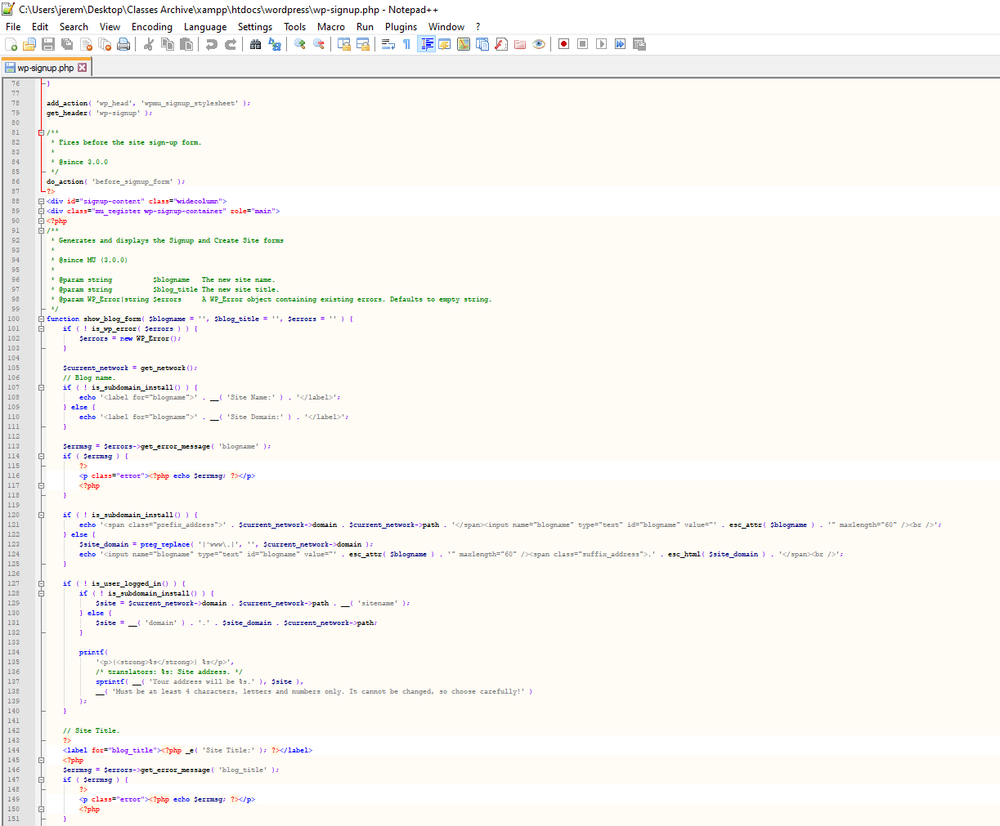 C:\Users\jerem\Desktop\Classes Archive\xampp\htdocs\wordpress\wp-signup.php - Notepad++
File Edit Search View Encoding Language Settings Tools Macro Run Plugins Window ?
wp-signup.php
76 }
77
78 add_action( 'wp_head', 'wpmu_signup_stylesheet' );
79 get_header( 'wp-signup' );
80
81 /**
82  * Fires before the site sign-up form.
83  *
84  * @since 3.0.0
85  */
86 do_action( 'before_signup_form' );
87 ?>
88 <div id="signup-content" class="widecolumn">
89 <div class="mu_register wp-signup-container" role="main">
90 <?php
91 /**
92  * Generates and displays the Signup and Create Site forms
93  *
94  * @since MU (3.0.0)
95  *
96  * @param string          $blogname   The new site name.
97  * @param string          $blog_title The new site title.
98  * @param WP_Error|string $errors     A WP_Error object containing existing errors. Defaults to empty string.
99  */
100 function show_blog_form( $blogname = '', $blog_title = '', $errors = '' ) {
101     if ( ! is_wp_error( $errors ) ) {
102         $errors = new WP_Error();
103     }
104
105     $current_network = get_network();
106     // Blog name.
107     if ( ! is_subdomain_install() ) {
108         echo '<label for="blogname">' . __( 'Site Name:' ) . '</label>';
109     } else {
110         echo '<label for="blogname">' . __( 'Site Domain:' ) . '</label>';
111     }
112
113     $errmsg = $errors->get_error_message( 'blogname' );
114     if ( $errmsg ) {
115         ?>
116         <p class="error"><?php echo $errmsg; ?></p>
117         <?php
118     }
119
120     if ( ! is_subdomain_install() ) {
121         echo '<span class="prefix_address">' . $current_network->domain . $current_network->path . '</span><input name="blogname" type="text" id="blogname" value="' . esc_attr( $blogname ) . '" maxlength="60" /><br />';
122     } else {
123         $site_domain = preg_replace( '|^www\.|', '', $current_network->domain );
124         echo '<input name="blogname" type="text" id="blogname" value="' . esc_attr( $blogname ) . '" maxlength="60" /><span class="suffix_address">.' . esc_html( $site_domain ) . '</span><br />';
125     }
126
127     if ( ! is_user_logged_in() ) {
128         if ( ! is_subdomain_install() ) {
129             $site = $current_network->domain . $current_network->path . __( 'sitename' );
130         } else {
131             $site = __( 'domain' ) . '.' . $site_domain . $current_network->path;
132         }
133
134         printf(
135             '<p>(<strong>%s</strong>) %s</p>',
136             /* translators: %s: Site address. */
137             sprintf( __( 'Your address will be %s.' ), $site ),
138             __( 'Must be at least 4 characters, letters and numbers only. It cannot be changed, so choose carefully!' )
139         );
140     }
141
142     // Site Title.
143     ?>
144     <label for="blog_title"><?php _e( 'Site Title:' ); ?></label>
145     <?php
146     $errmsg = $errors->get_error_message( 'blog_title' );
147     if ( $errmsg ) {
148         ?>
149         <p class="error"><?php echo $errmsg; ?></p>
150         <?php
151     }